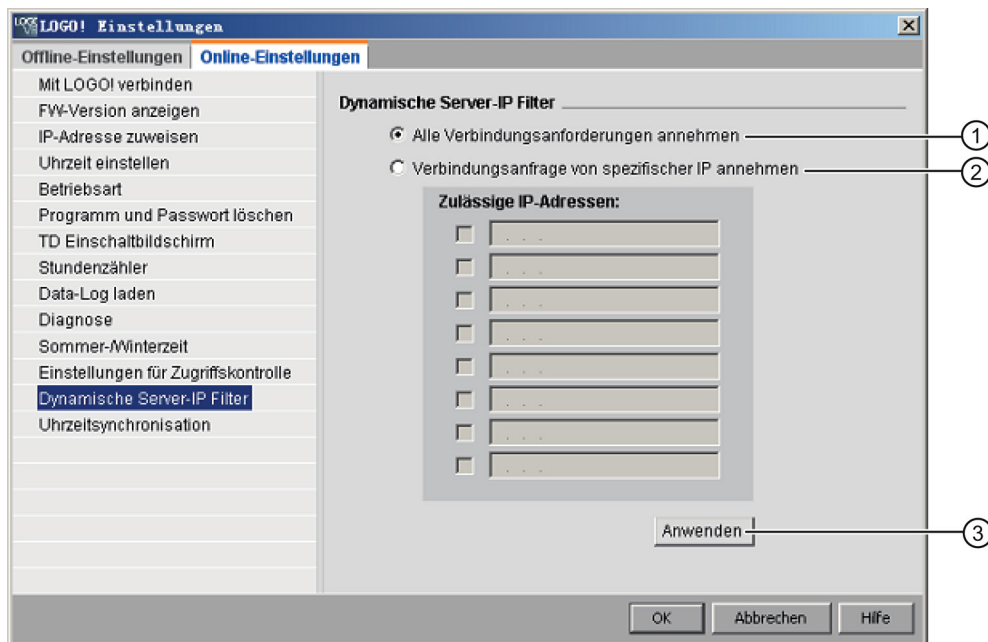 LOGO! Einstellungen
Offline-Einstellungen
Online-Einstellungen
Mit LOGO! verbinden
FW-Version anzeigen
IP-Adresse zuweisen
Uhrzeit einstellen
Betriebsart
Programm und Passwort löschen
TD Einschaltbildschirm
Stundenzähler
Data-Log laden
Diagnose
Sommer-/Winterzeit
Einstellungen für Zugriffskontrolle
Dynamische Server-IP Filter
Uhrzeitsynchronisation
Dynamische Server-IP Filter
Alle Verbindungsanforderungen annehmen
1
Verbindungsanfrage von spezifischer IP annehmen
2
Zulässige IP-Adressen:
. . .
. . .
. . .
. . .
. . .
. . .
. . .
. . .
Anwenden
3
OK
Abbrechen
Hilfe